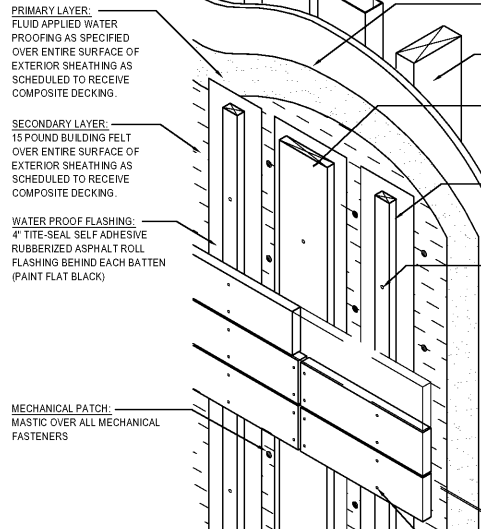 PRIMARY LAYER:
FLUID APPLIED WATER
PROOFING AS SPECIFIED
OVER ENTIRE SURFACE OF
EXTERIOR SHEATHING AS
SCHEDULED TO RECEIVE
COMPOSITE DECKING.
SECONDARY LAYER:
15 POUND BUILDING FELT
OVER ENTIRE SURFACE OF
EXTERIOR SHEATHING AS
SCHEDULED TO RECEIVE
COMPOSITE DECKING.
WATER PROOF FLASHING:
4" TITE-SEAL SELF ADHESIVE
RUBBERIZED ASPHALT ROLL
FLASHING BEHIND EACH BATTEN
(PAINT FLAT BLACK)
MECHANICAL PATCH:
MASTIC OVER ALL MECHANICAL
FASTENERS